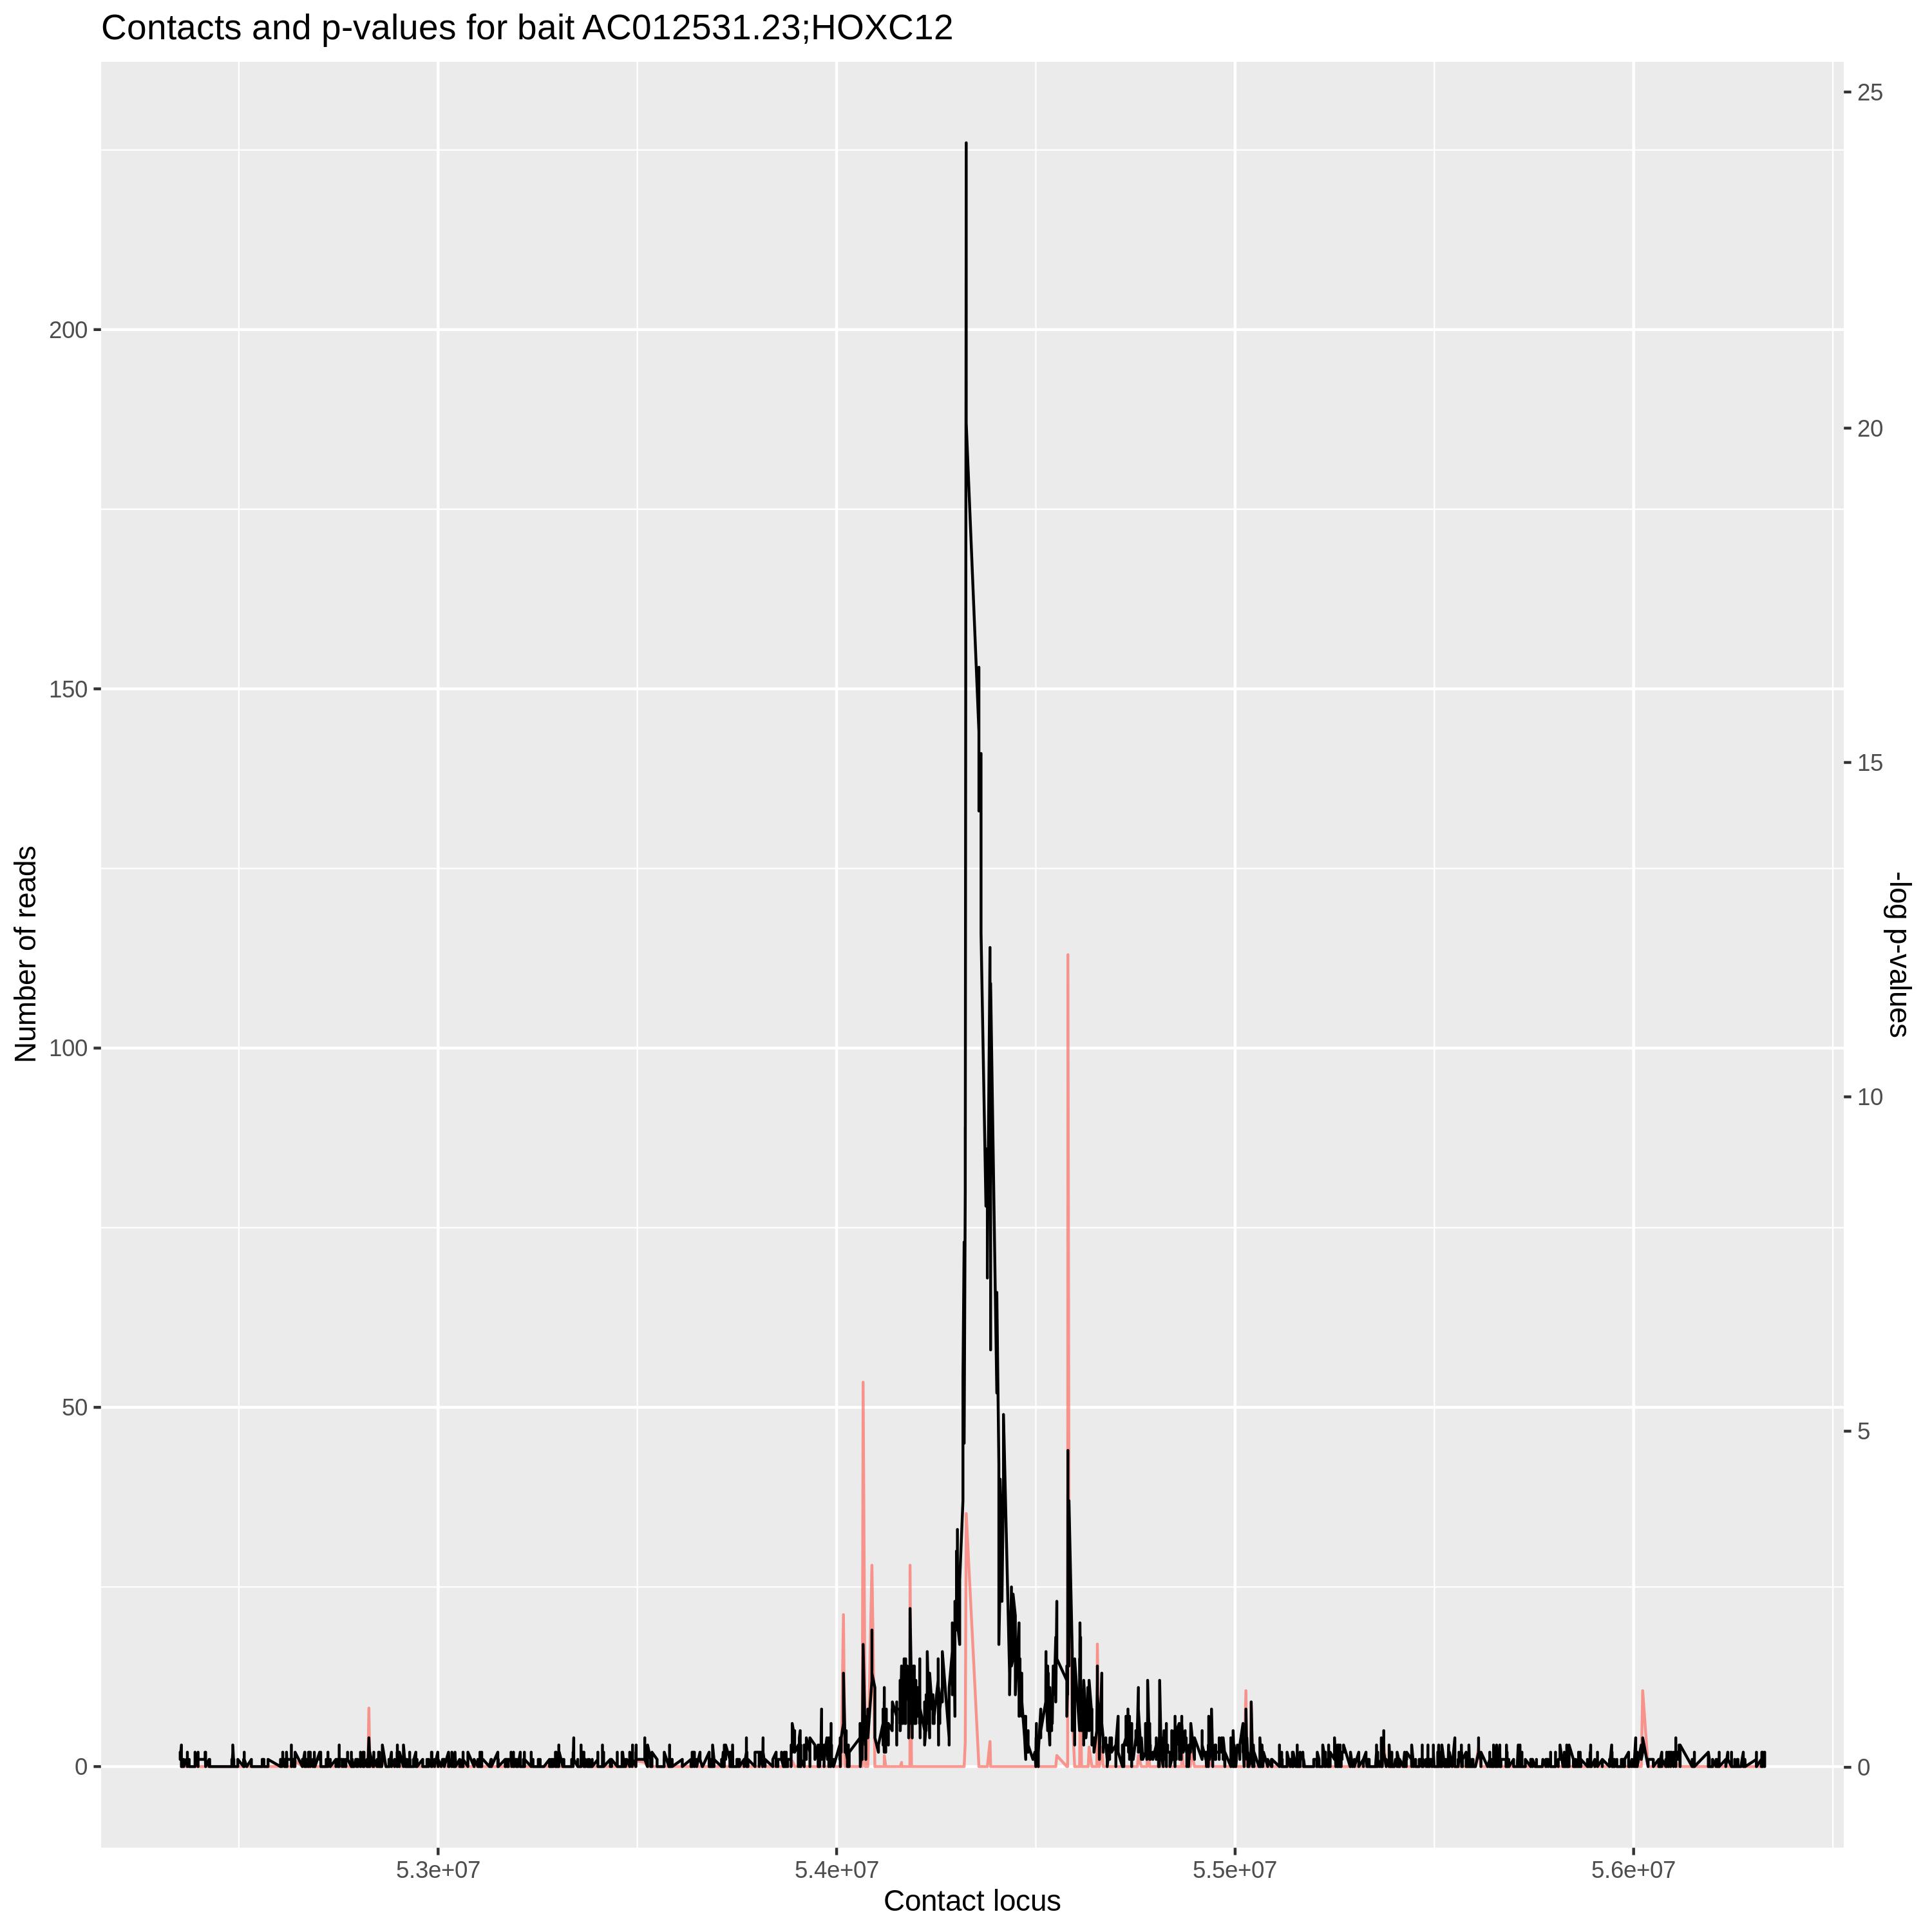 Contacts and p-values for bait AC012531.23;HOXC12
25
200
20
150
15
Number of reads
-log p-values
100
10
50
5
0
0
5.3e+07
5.4e+07
5.5e+07
5.6e+07
Contact locus